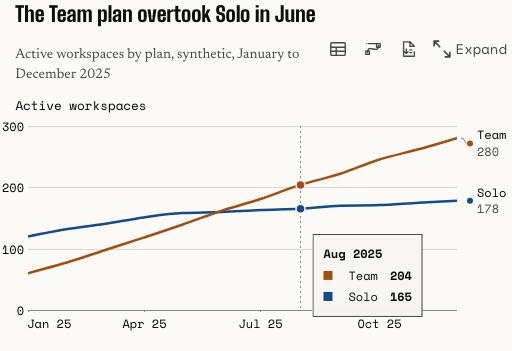 The Team plan overtook Solo in June
Active workspaces by plan, synthetic, January to
December 2025
Expand
Active workspaces
300
Team
280
200
Solo
178
100
Aug 2025
Team 204
Solo 165
0
Jan 25 Apr 25 Jul 25 Oct 25